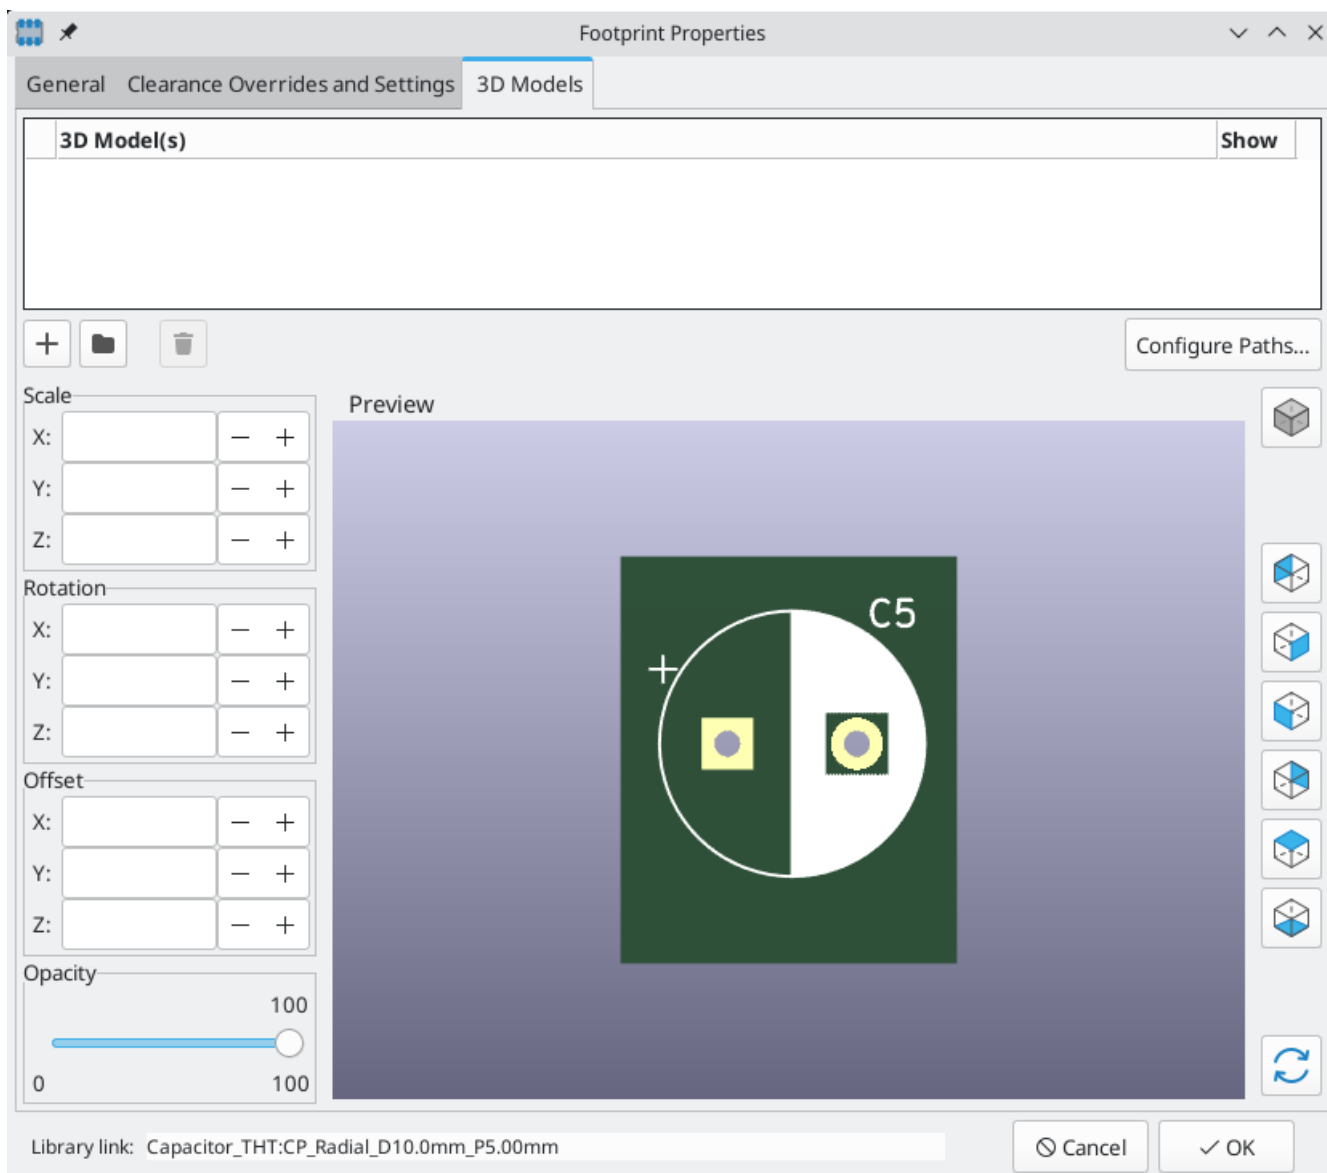 Footprint Properties
General Clearance Overrides and Settings 3D Models
3D Model(s) Show
Configure Paths...
Scale
X:
Y:
Z:
Rotation
X:
Y:
Z:
Offset
X:
Y:
Z:
Opacity
100
0 100
Preview
C5
+
Library link: Capacitor_THT:CP_Radial_D10.0mm_P5.00mm
Cancel OK